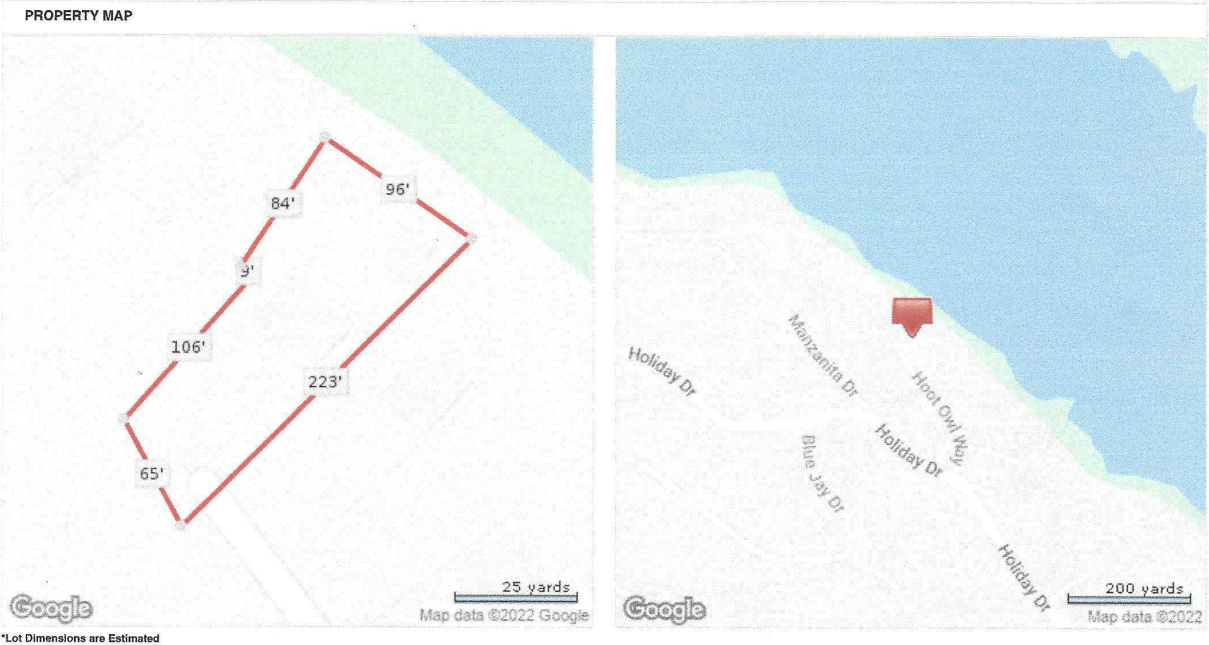 PROPERTY MAP
96'
84'
9'
106'
223'
65'
25 yards
Google
Map data ©2022 Google
Manzanita Dr
Holiday Dr
Hoot Owl Way
Holiday Dr
Blue Jay Dr
Holiday Dr
200 yards
Google
Map data ©2022
*Lot Dimensions are Estimated